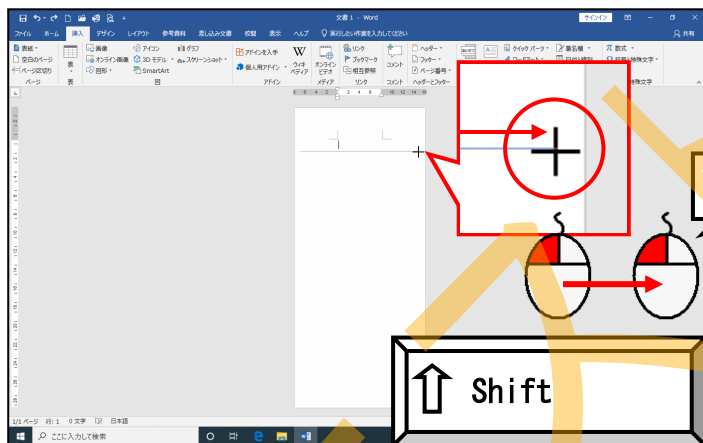 文書 1 - Word
サインイン
ファイル ホーム 挿入 デザイン レイアウト 参考資料 差し込み文書 校閲 表示 ヘルプ 実行したい作業を入力してください 共有
表紙
空白のページ
ページ区切り
ページ
表
表
画像
オンライン画像
図形
アイコン
3D モデル
SmartArt
グラフ
スクリーンショット
図
アドインを入手
個人用アドイン
ウィキペディア
アドイン
オンライン ビデオ
メディア
リンク
ブックマーク
相互参照
リンク
コメント
コメント
ヘッダー
フッター
ページ番号
ヘッダーとフッター
クイック パーツ
署名欄
数式
特殊文字
Shift
1/1 ページ 行: 1 0 文字 日本語
ここに入力して検索